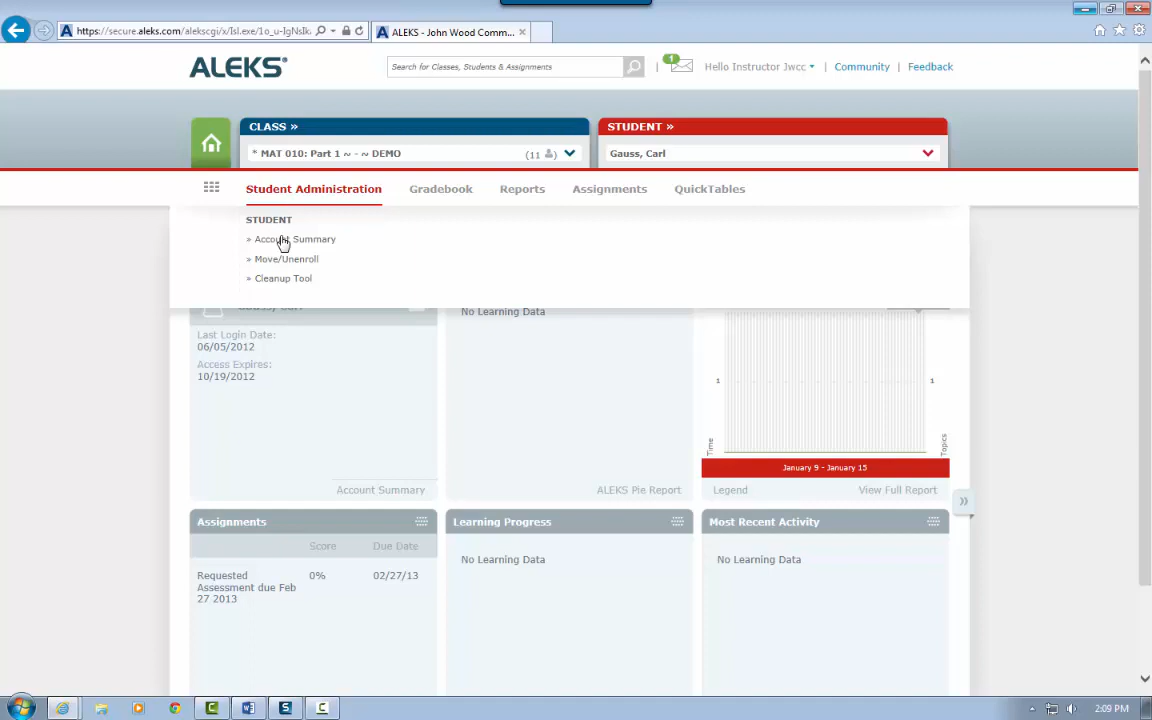 https://secure.aleks.com/alekscgi/x/Isl.exe/1o_u-IgNsIk
ALEKS - John Wood Comm...
ALEKS
Search for Classes, Students & Assignments
1
Hello Instructor Jwcc
Community
Feedback
CLASS »
STUDENT »
* MAT 010: Part 1 ~ - ~ DEMO
(11
)
Gauss, Carl
Student Administration
Gradebook
Reports
Assignments
QuickTables
STUDENT
» Account Summary
» Move/Unenroll
» Cleanup Tool
No Learning Data
Last Login Date:
06/05/2012
Access Expires:
10/19/2012
1
1
Time
Topics
January 9 - January 15
Account Summary
ALEKS Pie Report
Legend
View Full Report
»
Assignments
Learning Progress
Most Recent Activity
Score
Due Date
No Learning Data
No Learning Data
Requested
Assessment due Feb
27 2013
0%
02/27/13
2:09 PM